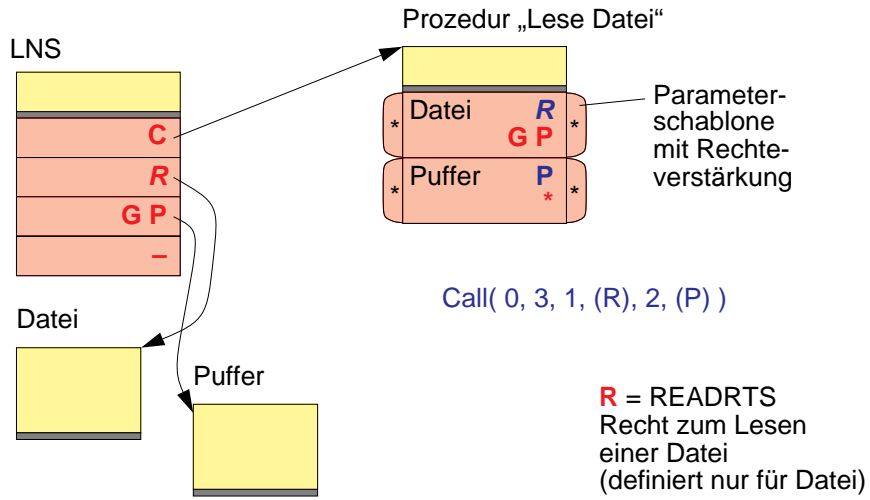 Prozedur „Lese Datei“
LNS
C
R
G P
–
* Datei R *
G P
* Puffer P *
*
Parameter-
schablone
mit Rechte-
verstärkung
Call( 0, 3, 1, (R), 2, (P) )
Datei
Puffer
R = READRTS
Recht zum Lesen
einer Datei
(definiert nur für Datei)